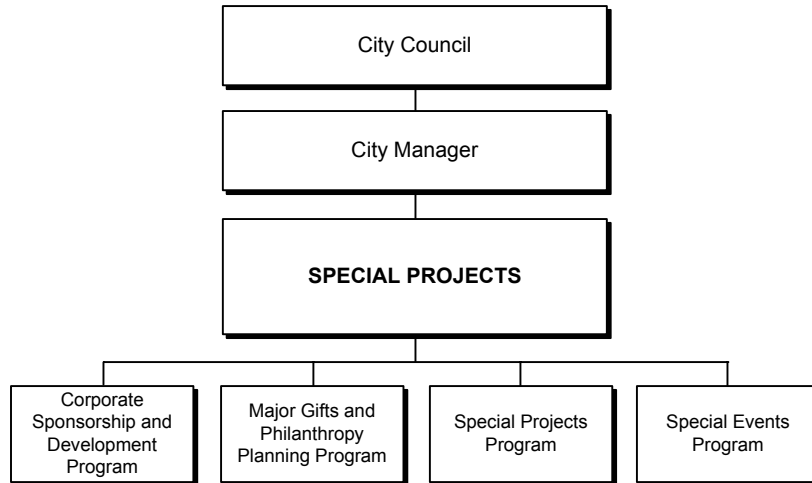 City Council
City Manager
SPECIAL PROJECTS
Corporate
Sponsorship and
Development
Program
Major Gifts and
Philanthropy
Planning Program
Special Projects
Program
Special Events
Program